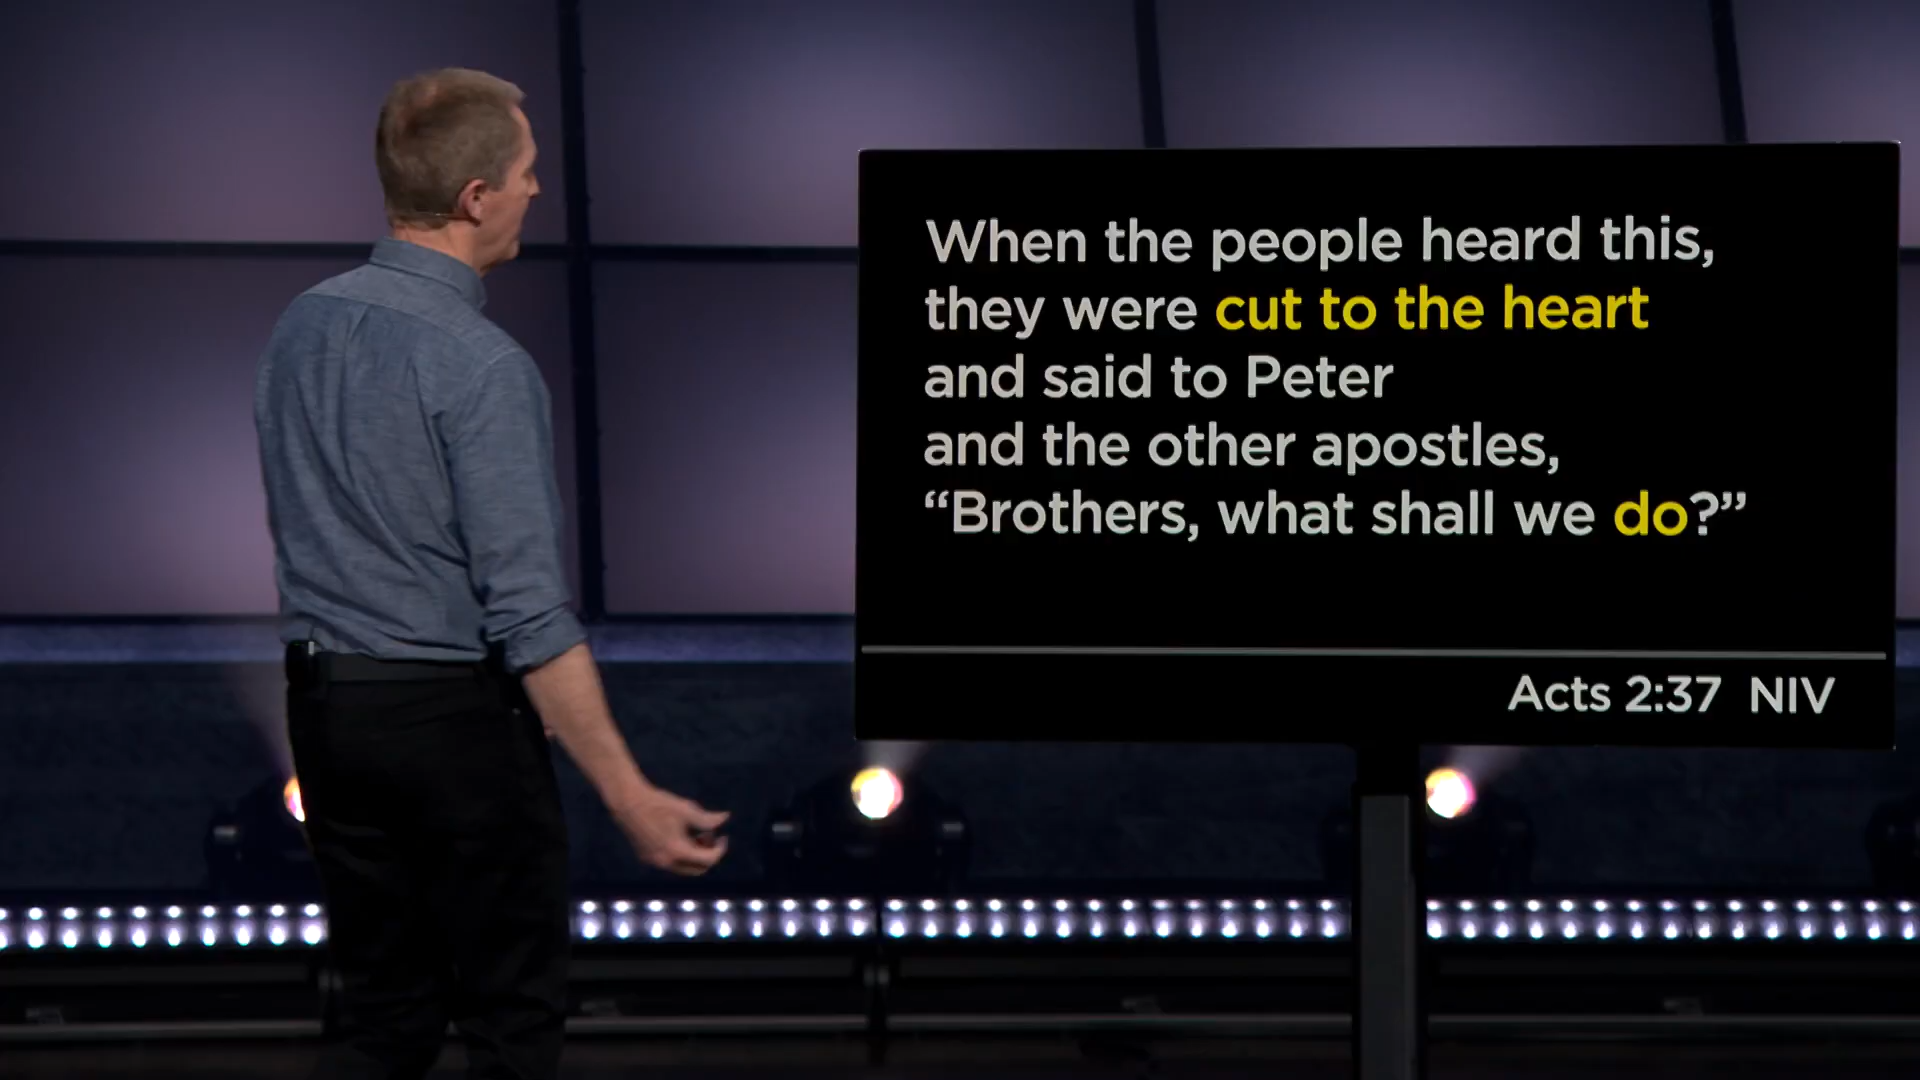 When the people heard this,
they were cut to the heart
and said to Peter
and the other apostles,
“Brothers, what shall we do?”
Acts 2:37 NIV